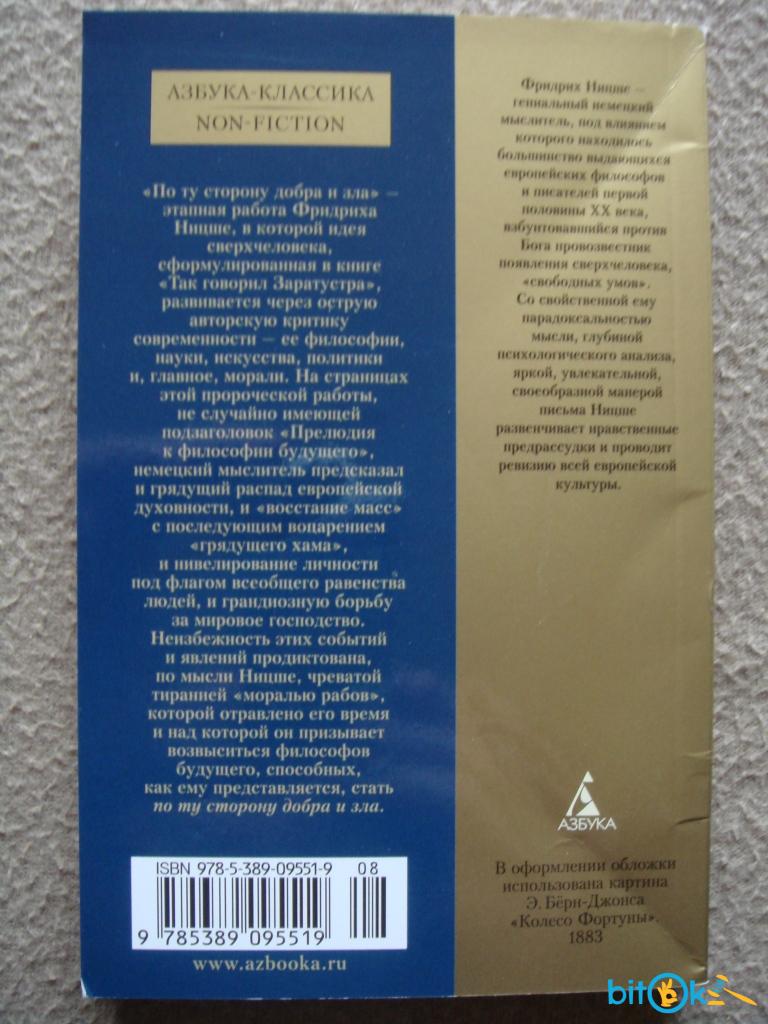 АЗБУКА-КЛАССИКА
NON-FICTION
«По ту сторону добра и зла» –
этапная работа Фридриха
Ницше, в которой идея
сверхчеловека,
сформулированная в книге
«Так говорил Заратустра»,
развивается через острую
авторскую критику
современности – ее философии,
науки, искусства, политики
и, главное, морали. На страницах
этой пророческой работы,
не случайно имеющей
подзаголовок «Прелюдия
к философии будущего»,
немецкий мыслитель предсказал
и грядущий распад европейской
духовности, и «восстание масс»
с последующим воцарением
«грядущего хама»,
и нивелирование личности
под флагом всеобщего равенства
людей, и грандиозную борьбу
за мировое господство.
Неизбежность этих событий
и явлений продиктована,
по мысли Ницше, чреватой
тиранией «моралью рабов»,
которой отравлено его время
и над которой он призывает
возвыситься философов
будущего, способных,
как ему представляется, стать
по ту сторону добра и зла.
ISBN 978-5-389-09551-9
08
9 785389 095519
www.azbooka.ru
Фридрих Ницше –
гениальный немецкий
мыслитель, под влиянием
которого находилось
большинство выдающихся
европейских философов
и писателей первой
половины XX века,
взбунтовавшийся против
Бога провозвестник
появления сверхчеловека,
«свободных умов».
Со свойственной ему
парадоксальностью
мысли, глубиной
психологического анализа,
яркой, увлекательной,
своеобразной манерой
письма Ницше
развенчивает нравственные
предрассудки и проводит
ревизию всей европейской
культуры.
АЗБУКА
В оформлении обложки
использована картина
Э. Бёрн-Джонса
«Колесо Фортуны».
1883
bitOk